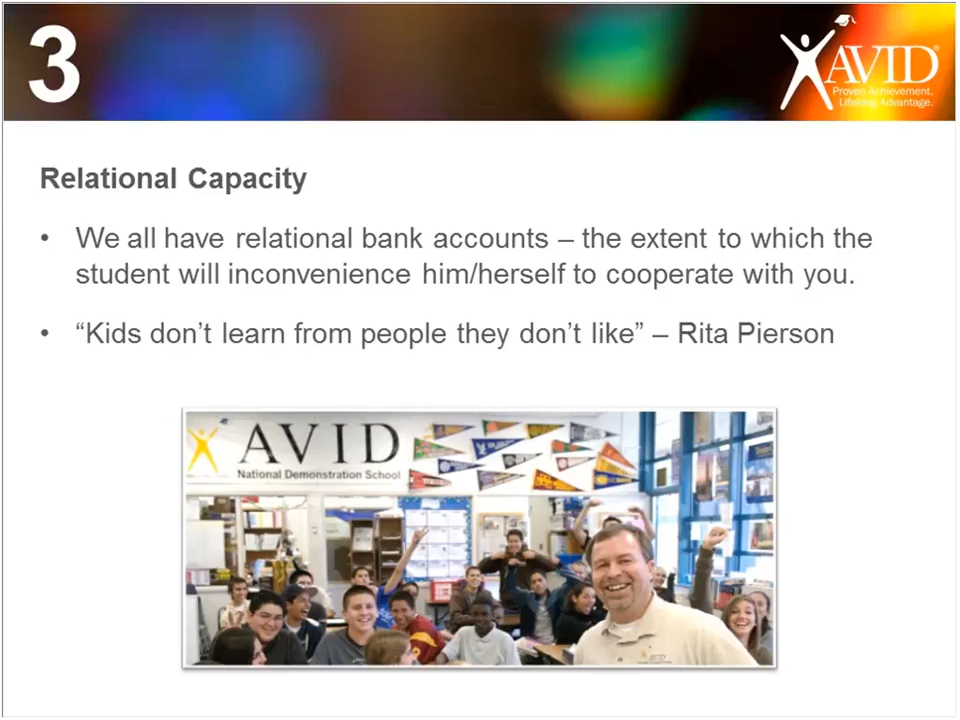 3
AVID®
Proven Achievement.
Lifelong Advantage.
Relational Capacity
• We all have relational bank accounts – the extent to which the
student will inconvenience him/herself to cooperate with you.
• “Kids don’t learn from people they don’t like” – Rita Pierson
AVID
National Demonstration School
AVID